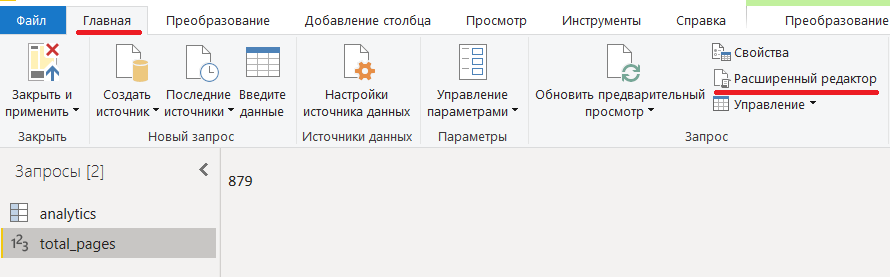 Файл Главная Преобразование Добавление столбца Просмотр Инструменты Справка Преобразование
Закрыть и
применить
Создать
источник
Последние
источники
Введите
данные
Настройки
источника данных
Управление
параметрами
Обновить предварительный
просмотр
Свойства
Расширенный редактор
Управление
Закрыть Новый запрос Источники данных Параметры Запрос
Запросы [2]
879
analytics
1²3 total_pages